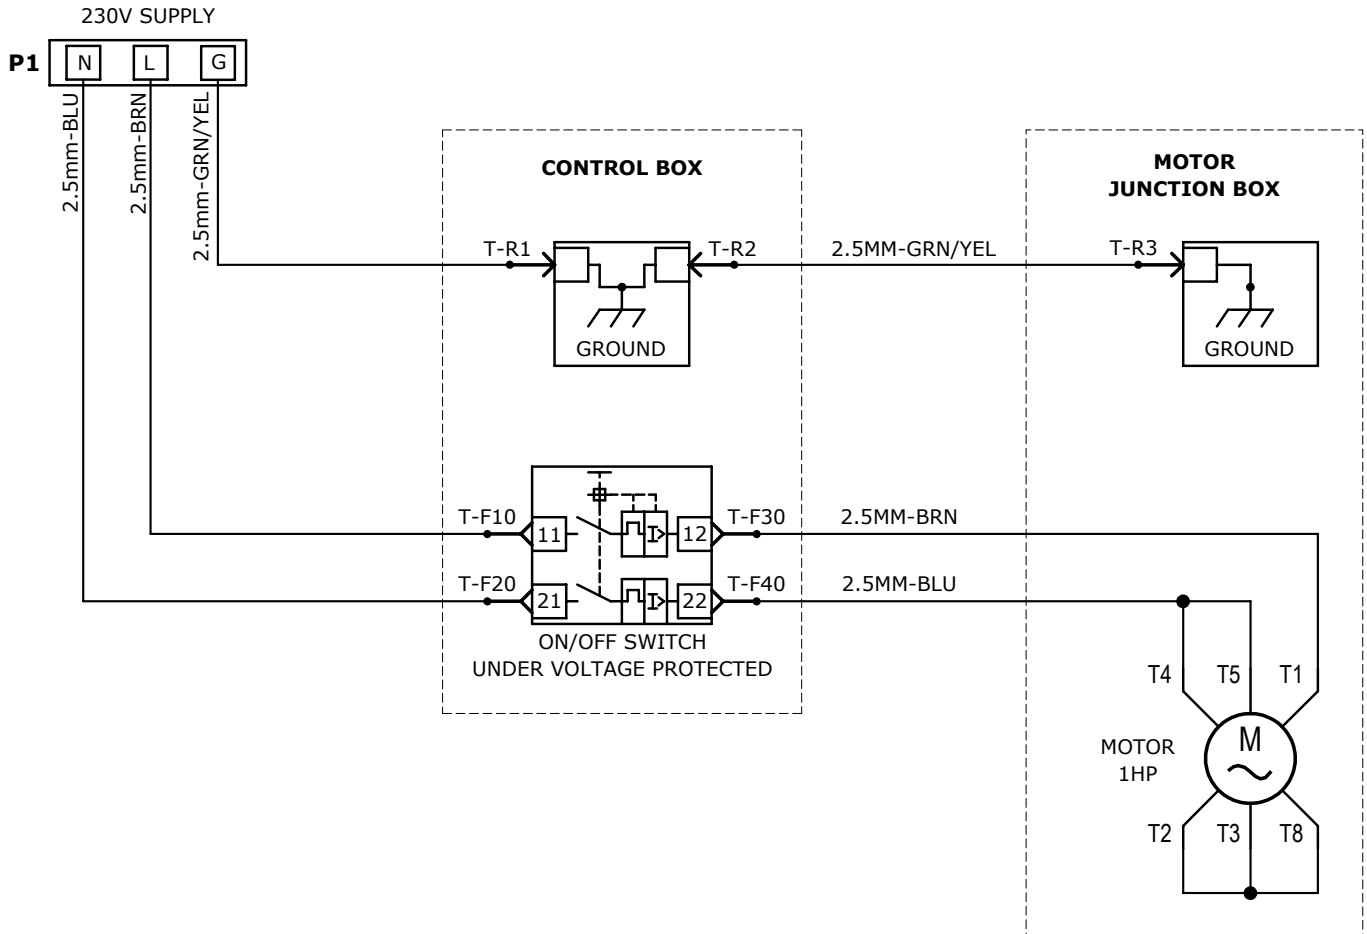 230V SUPPLY
P1
N
L
G
2.5mm-BLU
2.5mm-BRN
2.5mm-GRN/YEL
CONTROL BOX
MOTOR
JUNCTION BOX
T-R1
T-R2
2.5MM-GRN/YEL
T-R3
GROUND
GROUND
T-F10
11
I>
12
T-F30
2.5MM-BRN
T-F20
21
I>
22
T-F40
2.5MM-BLU
ON/OFF SWITCH
UNDER VOLTAGE PROTECTED
T4
T5
T1
M
MOTOR
1HP
T2
T3
T8